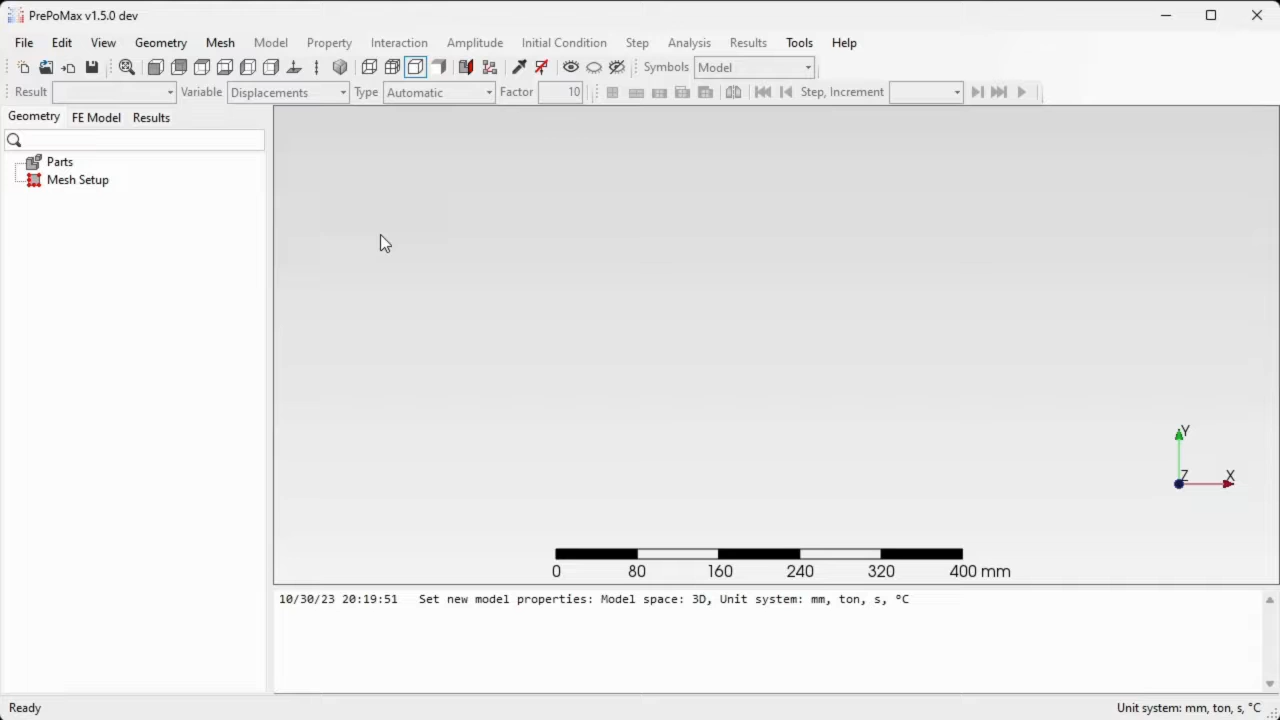 PrePoMax v1.5.0 dev
File Edit View Geometry Mesh Model Property Interaction Amplitude Initial Condition Step Analysis Results Tools Help
Symbols Model
Result Variable Displacements Type Automatic Factor 10 Step, Increment
Geometry FE Model Results
Parts
Mesh Setup
Y
Z X
0 80 160 240 320 400 mm
10/30/23 20:19:51 Set new model properties: Model space: 3D, Unit system: mm, ton, s, °C
Ready Unit system: mm, ton, s, °C